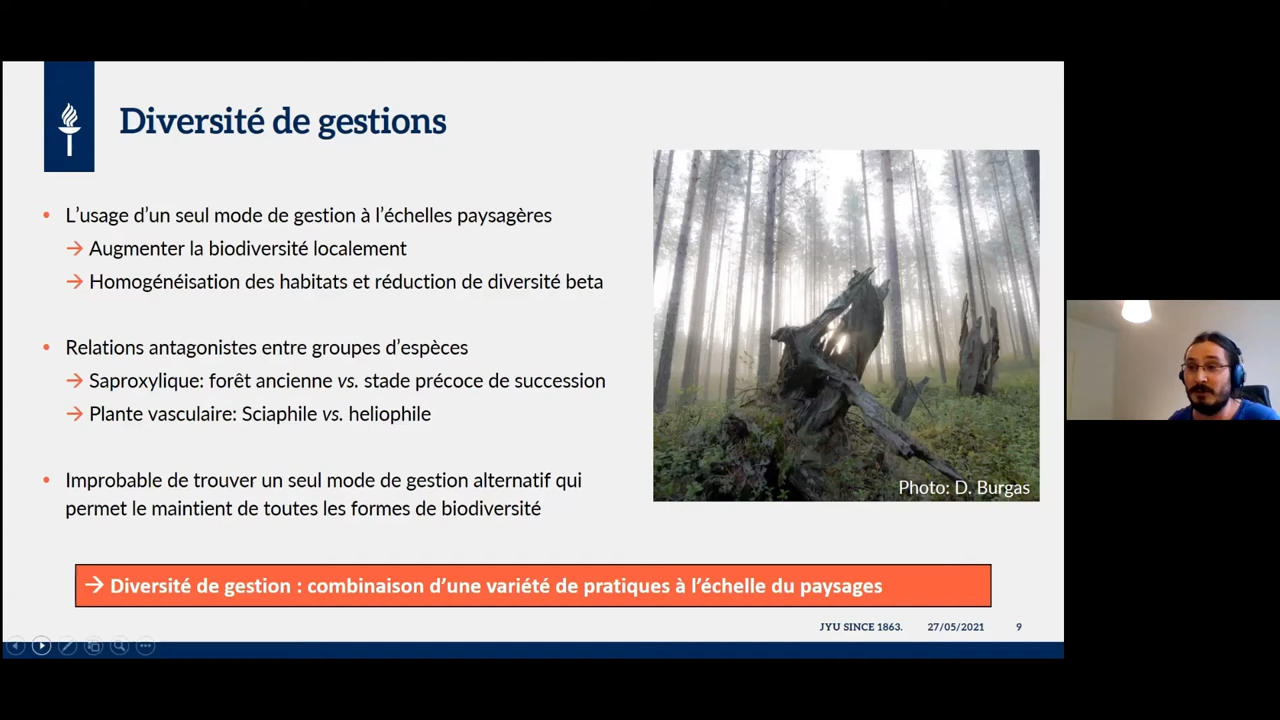 Diversité de gestions
• L’usage d’un seul mode de gestion à l’échelles paysagères
→ Augmenter la biodiversité localement
→ Homogénéisation des habitats et réduction de diversité beta
• Relations antagonistes entre groupes d’espèces
→ Saproxylique: forêt ancienne vs. stade précoce de succession
→ Plante vasculaire: Sciaphile vs. heliophile
• Improbable de trouver un seul mode de gestion alternatif qui
permet le maintient de toutes les formes de biodiversité
Photo: D. Burgas
→ Diversité de gestion : combinaison d’une variété de pratiques à l’échelle du paysages
JYU SINCE 1863. 27/05/2021 9